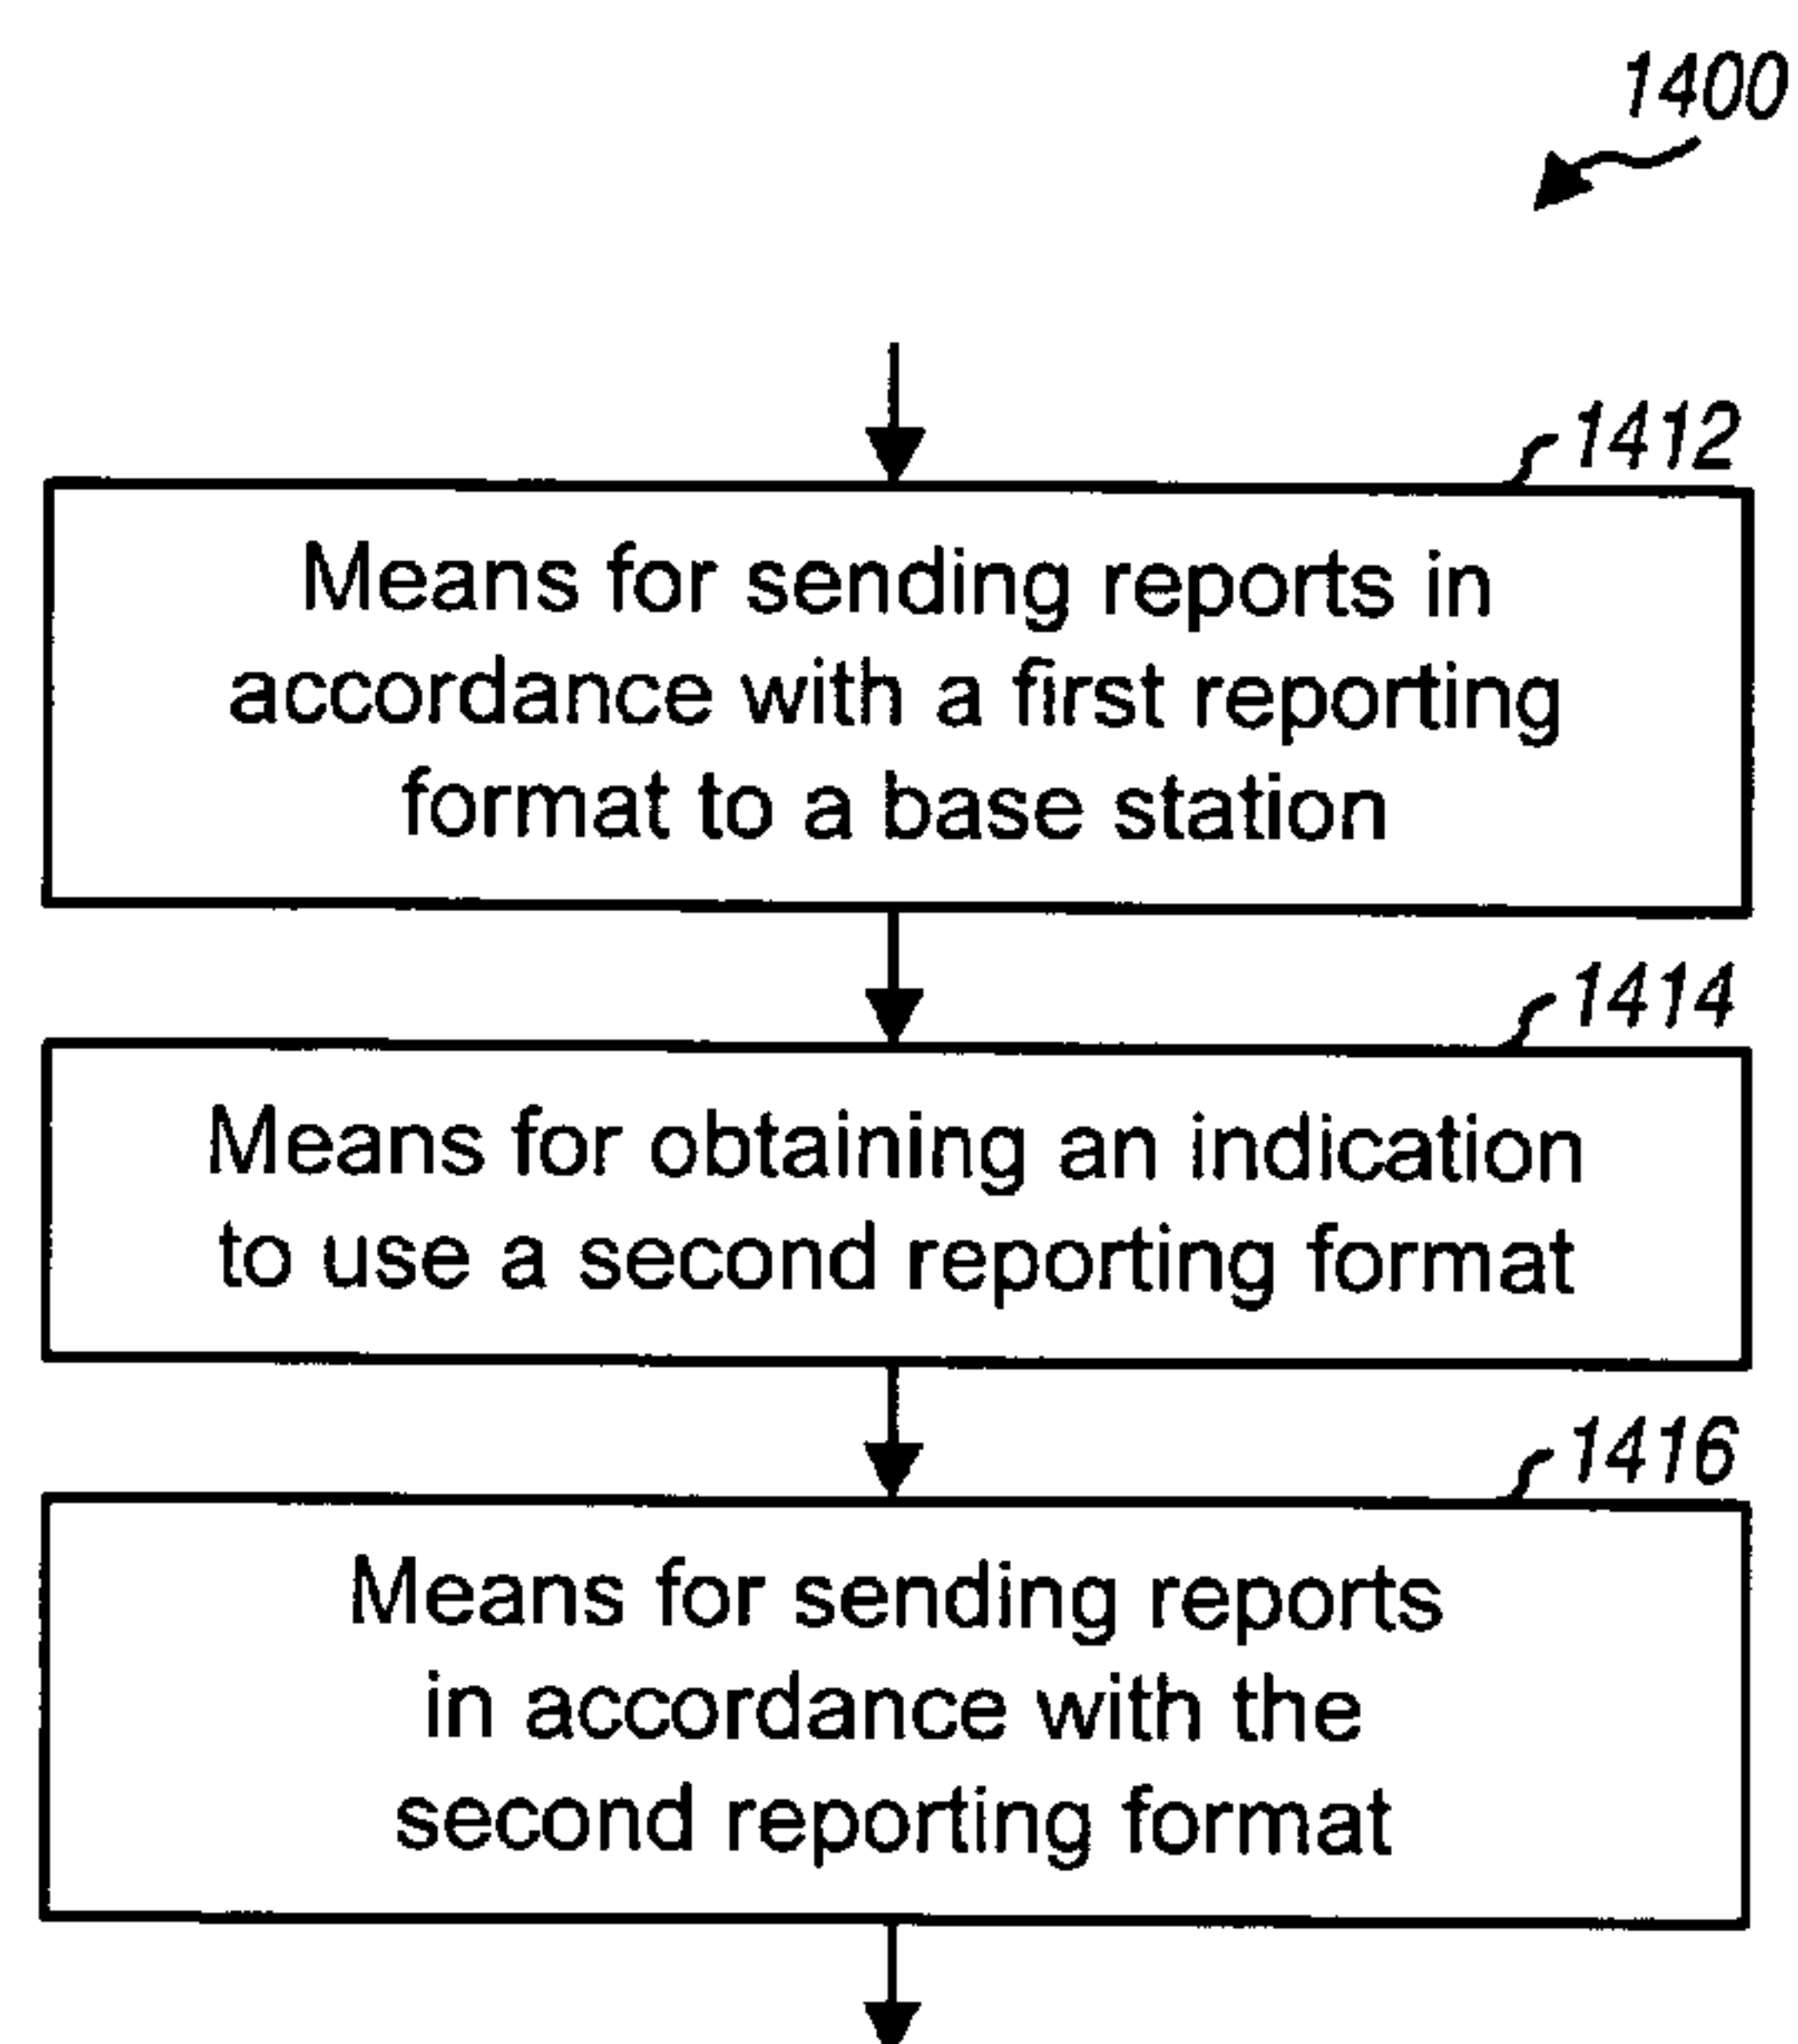 1400
1412
Means for sending reports in
accordance with a first reporting
format to a base station
1414
Means for obtaining an indication
to use a second reporting format
1416
Means for sending reports
in accordance with the
second reporting format